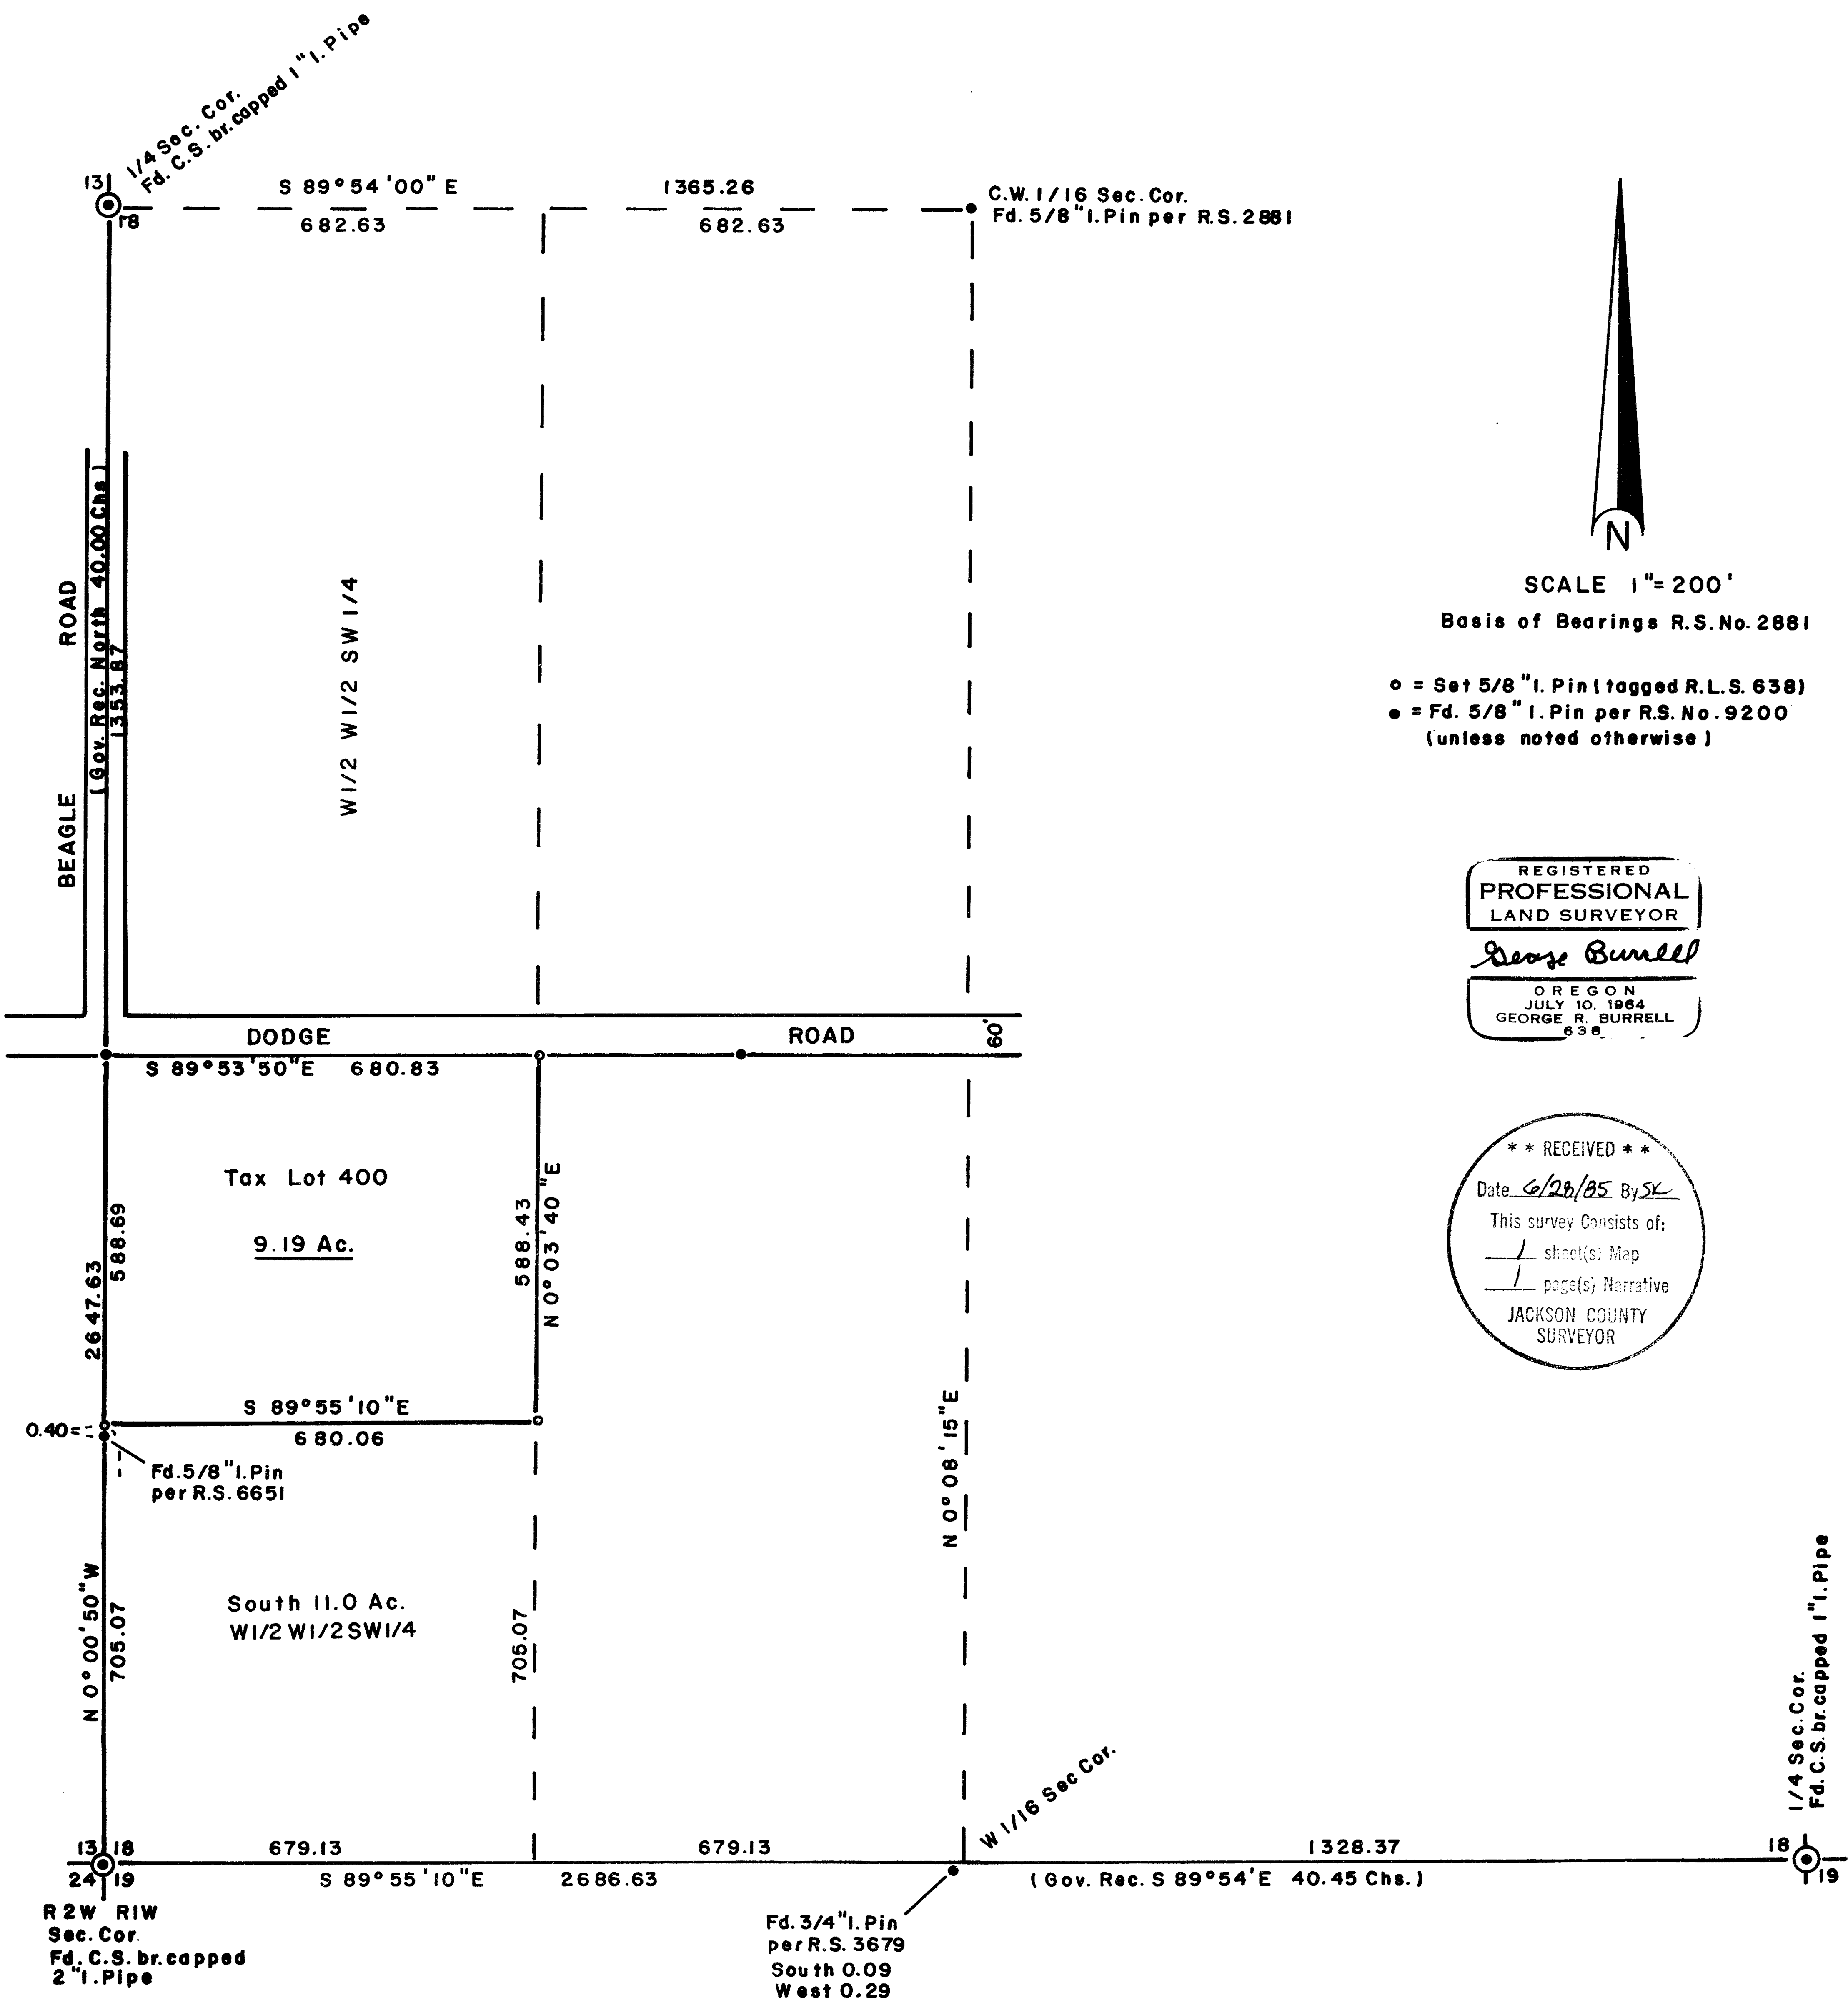 1/4 Sec. Cor.
Fd. C.S. br. capped 1" I. Pipe
13
18
S 89° 54' 00" E 1365.26
682.63 682.63
C.W. 1/16 Sec. Cor.
Fd. 5/8" I. Pin per R.S. 2881
N
SCALE 1" = 200'
Basis of Bearings R.S. No. 2881
o = Set 5/8" I. Pin (tagged R.L.S. 638)
● = Fd. 5/8" I. Pin per R.S. No. 9200
(unless noted otherwise)
BEAGLE ROAD
(Gov. Rec. North 40.00 Chs)
1353.87
W1/2 W1/2 SW1/4
REGISTERED
PROFESSIONAL
LAND SURVEYOR
George Burrell
OREGON
JULY 10, 1964
GEORGE R. BURRELL
638
DODGE ROAD
60'
S 89° 53' 50" E 680.83
Tax Lot 400
9.19 Ac.
2647.63
588.69
588.43
N 0° 03' 40" E
S 89° 55' 10" E
680.06
0.40
Fd. 5/8" I. Pin
per R.S. 6651
* * RECEIVED * *
Date 6/28/85 By SK
This survey Consists of:
1 sheet(s) Map
1 page(s) Narrative
JACKSON COUNTY
SURVEYOR
N 0° 08' 15" E
N 0° 00' 50" W
705.07
South 11.0 Ac.
W1/2 W1/2 SW1/4
705.07
W 1/16 Sec Cor.
1/4 Sec. Cor.
Fd. C.S. br. capped 1" I. Pipe
13 18
24 19
679.13 679.13 1328.37
S 89° 55' 10" E 2686.63
(Gov. Rec. S 89° 54' E 40.45 Chs.)
18
19
R2W R1W
Sec. Cor.
Fd. C.S. br. capped
2" I. Pipe
Fd. 3/4" I. Pin
per R.S. 3679
South 0.09
West 0.29